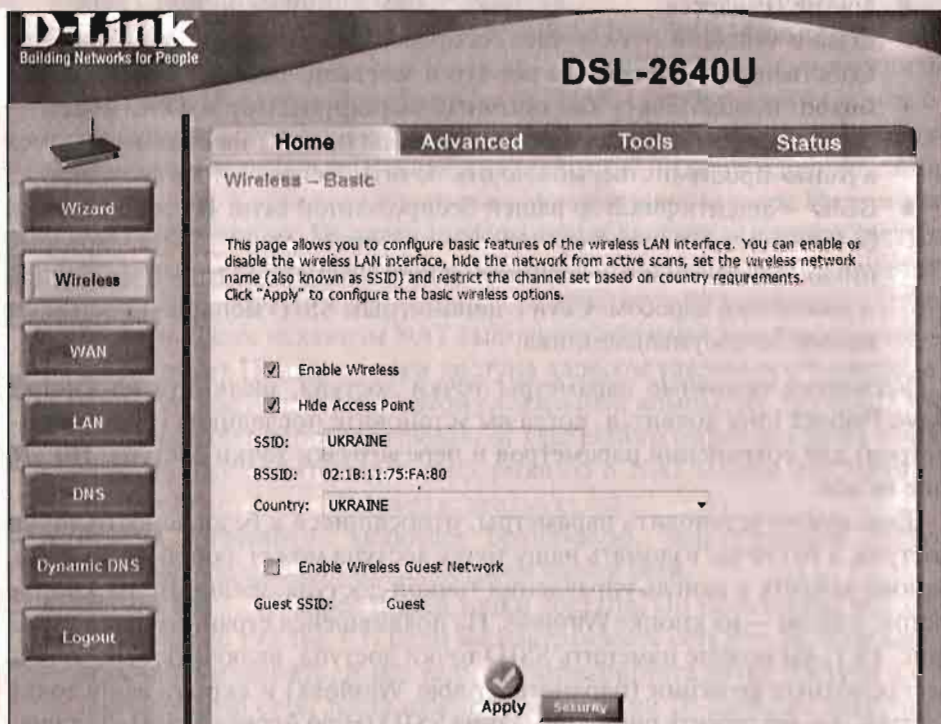 D-Link
Building Networks for People
DSL-2640U
Home Advanced Tools Status
Wireless – Basic
Wizard
This page allows you to configure basic features of the wireless LAN interface. You can enable or
disable the wireless LAN interface, hide the network from active scans, set the wireless network
name (also known as SSID) and restrict the channel set based on country requirements.
Click "Apply" to configure the basic wireless options.
Wireless
WAN
Enable Wireless
Hide Access Point
LAN
SSID: UKRAINE
BSSID: 02:1B:11:75:FA:80
DNS
Country: UKRAINE
Dynamic DNS
Enable Wireless Guest Network
Guest SSID: Guest
Logout
Apply Security